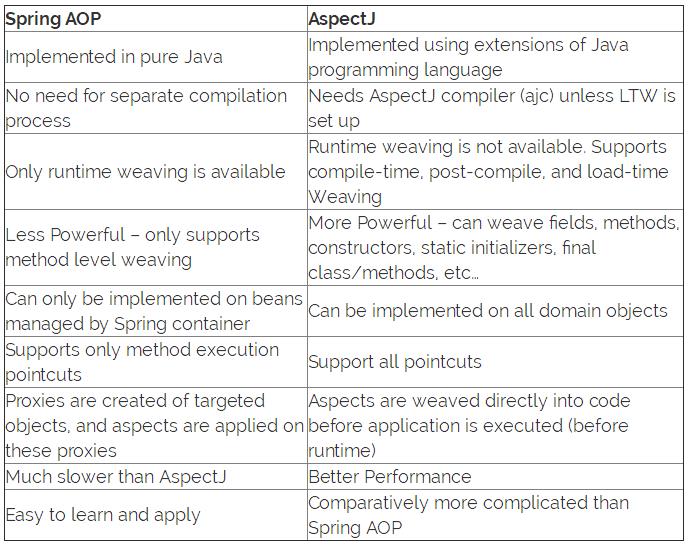 Spring AOP
AspectJ
Implemented in pure Java
Implemented using extensions of Java
programming language
No need for separate compilation
process
Needs AspectJ compiler (ajc) unless LTW is
set up
Only runtime weaving is available
Runtime weaving is not available. Supports
compile-time, post-compile, and load-time
Weaving
Less Powerful – only supports
method level weaving
More Powerful – can weave fields, methods,
constructors, static initializers, final
class/methods, etc…
Can only be implemented on beans
managed by Spring container
Can be implemented on all domain objects
Supports only method execution
pointcuts
Support all pointcuts
Proxies are created of targeted
objects, and aspects are applied on
these proxies
Aspects are weaved directly into code
before application is executed (before
runtime)
Much slower than AspectJ
Better Performance
Easy to learn and apply
Comparatively more complicated than
Spring AOP